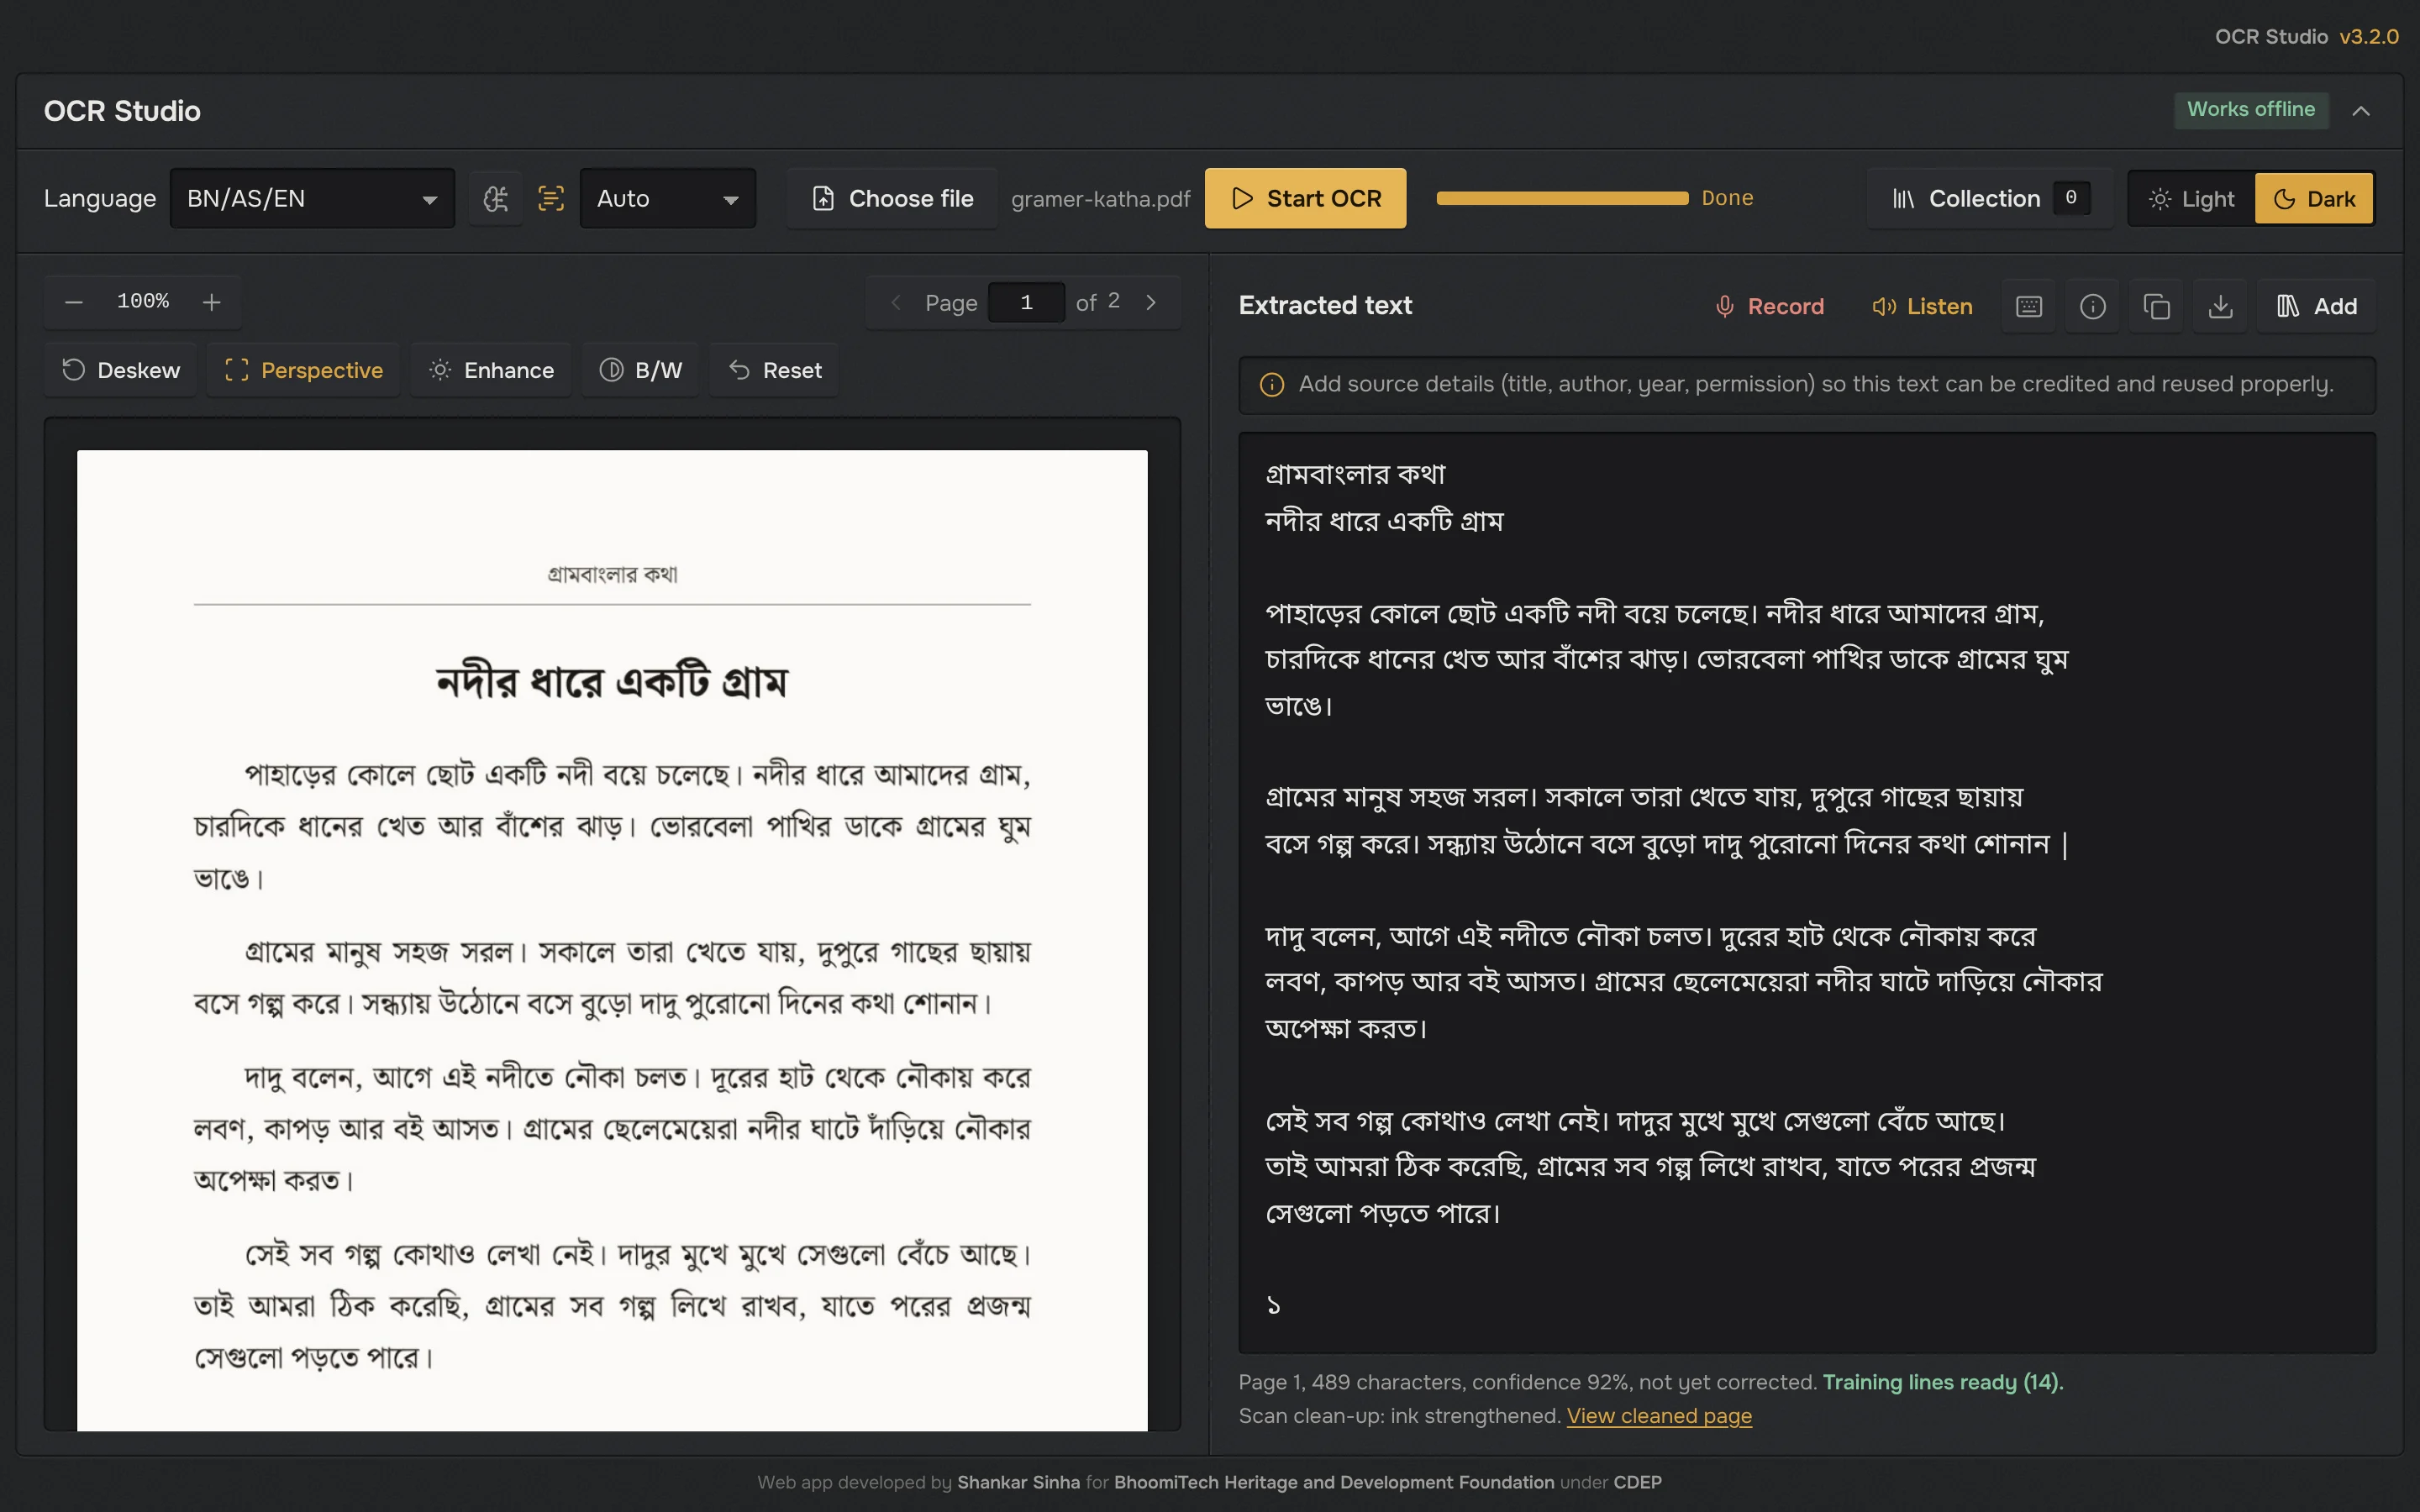 OCR Studio v3.2.0
OCR Studio
Works offline
Language BN/AS/EN Auto Choose file gramer-katha.pdf Start OCR Done Collection 0 Light Dark
100% Page 1 of 2
Deskew Perspective Enhance B/W Reset
গ্রামবাংলার কথা
নদীর ধারে একটি গ্রাম
পাহাড়ের কোলে ছোট একটি নদী বয়ে চলেছে। নদীর ধারে আমাদের গ্রাম,
চারদিকে ধানের খেত আর বাঁশের ঝাড়। ভোরবেলা পাখির ডাকে গ্রামের ঘুম
ভাঙে।
গ্রামের মানুষ সহজ সরল। সকালে তারা খেতে যায়, দুপুরে গাছের ছায়ায়
বসে গল্প করে। সন্ধ্যায় উঠোনে বসে বুড়ো দাদু পুরোনো দিনের কথা শোনান।
দাদু বলেন, আগে এই নদীতে নৌকা চলত। দূরের হাট থেকে নৌকায় করে
লবণ, কাপড় আর বই আসত। গ্রামের ছেলেমেয়েরা নদীর ঘাটে দাঁড়িয়ে নৌকার
অপেক্ষা করত।
সেই সব গল্প কোথাও লেখা নেই। দাদুর মুখে মুখে সেগুলো বেঁচে আছে।
তাই আমরা ঠিক করেছি, গ্রামের সব গল্প লিখে রাখব, যাতে পরের প্রজন্ম
সেগুলো পড়তে পারে।
Extracted text Record Listen Add
Add source details (title, author, year, permission) so this text can be credited and reused properly.
গ্রামবাংলার কথা
নদীর ধারে একটি গ্রাম
পাহাড়ের কোলে ছোট একটি নদী বয়ে চলেছে। নদীর ধারে আমাদের গ্রাম,
চারদিকে ধানের খেত আর বাঁশের ঝাড়। ভোরবেলা পাখির ডাকে গ্রামের ঘুম
ভাঙে।
গ্রামের মানুষ সহজ সরল। সকালে তারা খেতে যায়, দুপুরে গাছের ছায়ায়
বসে গল্প করে। সন্ধ্যায় উঠোনে বসে বুড়ো দাদু পুরোনো দিনের কথা শোনান |
দাদু বলেন, আগে এই নদীতে নৌকা চলত। দুরের হাট থেকে নৌকায় করে
লবণ, কাপড় আর বই আসত। গ্রামের ছেলেমেয়েরা নদীর ঘাটে দাড়িয়ে নৌকার
অপেক্ষা করত।
সেই সব গল্প কোথাও লেখা নেই। দাদুর মুখে মুখে সেগুলো বেঁচে আছে।
তাই আমরা ঠিক করেছি, গ্রামের সব গল্প লিখে রাখব, যাতে পরের প্রজন্ম
সেগুলো পড়তে পারে।
১
Page 1, 489 characters, confidence 92%, not yet corrected. Training lines ready (14).
Scan clean-up: ink strengthened. View cleaned page
Web app developed by Shankar Sinha for BhoomiTech Heritage and Development Foundation under CDEP